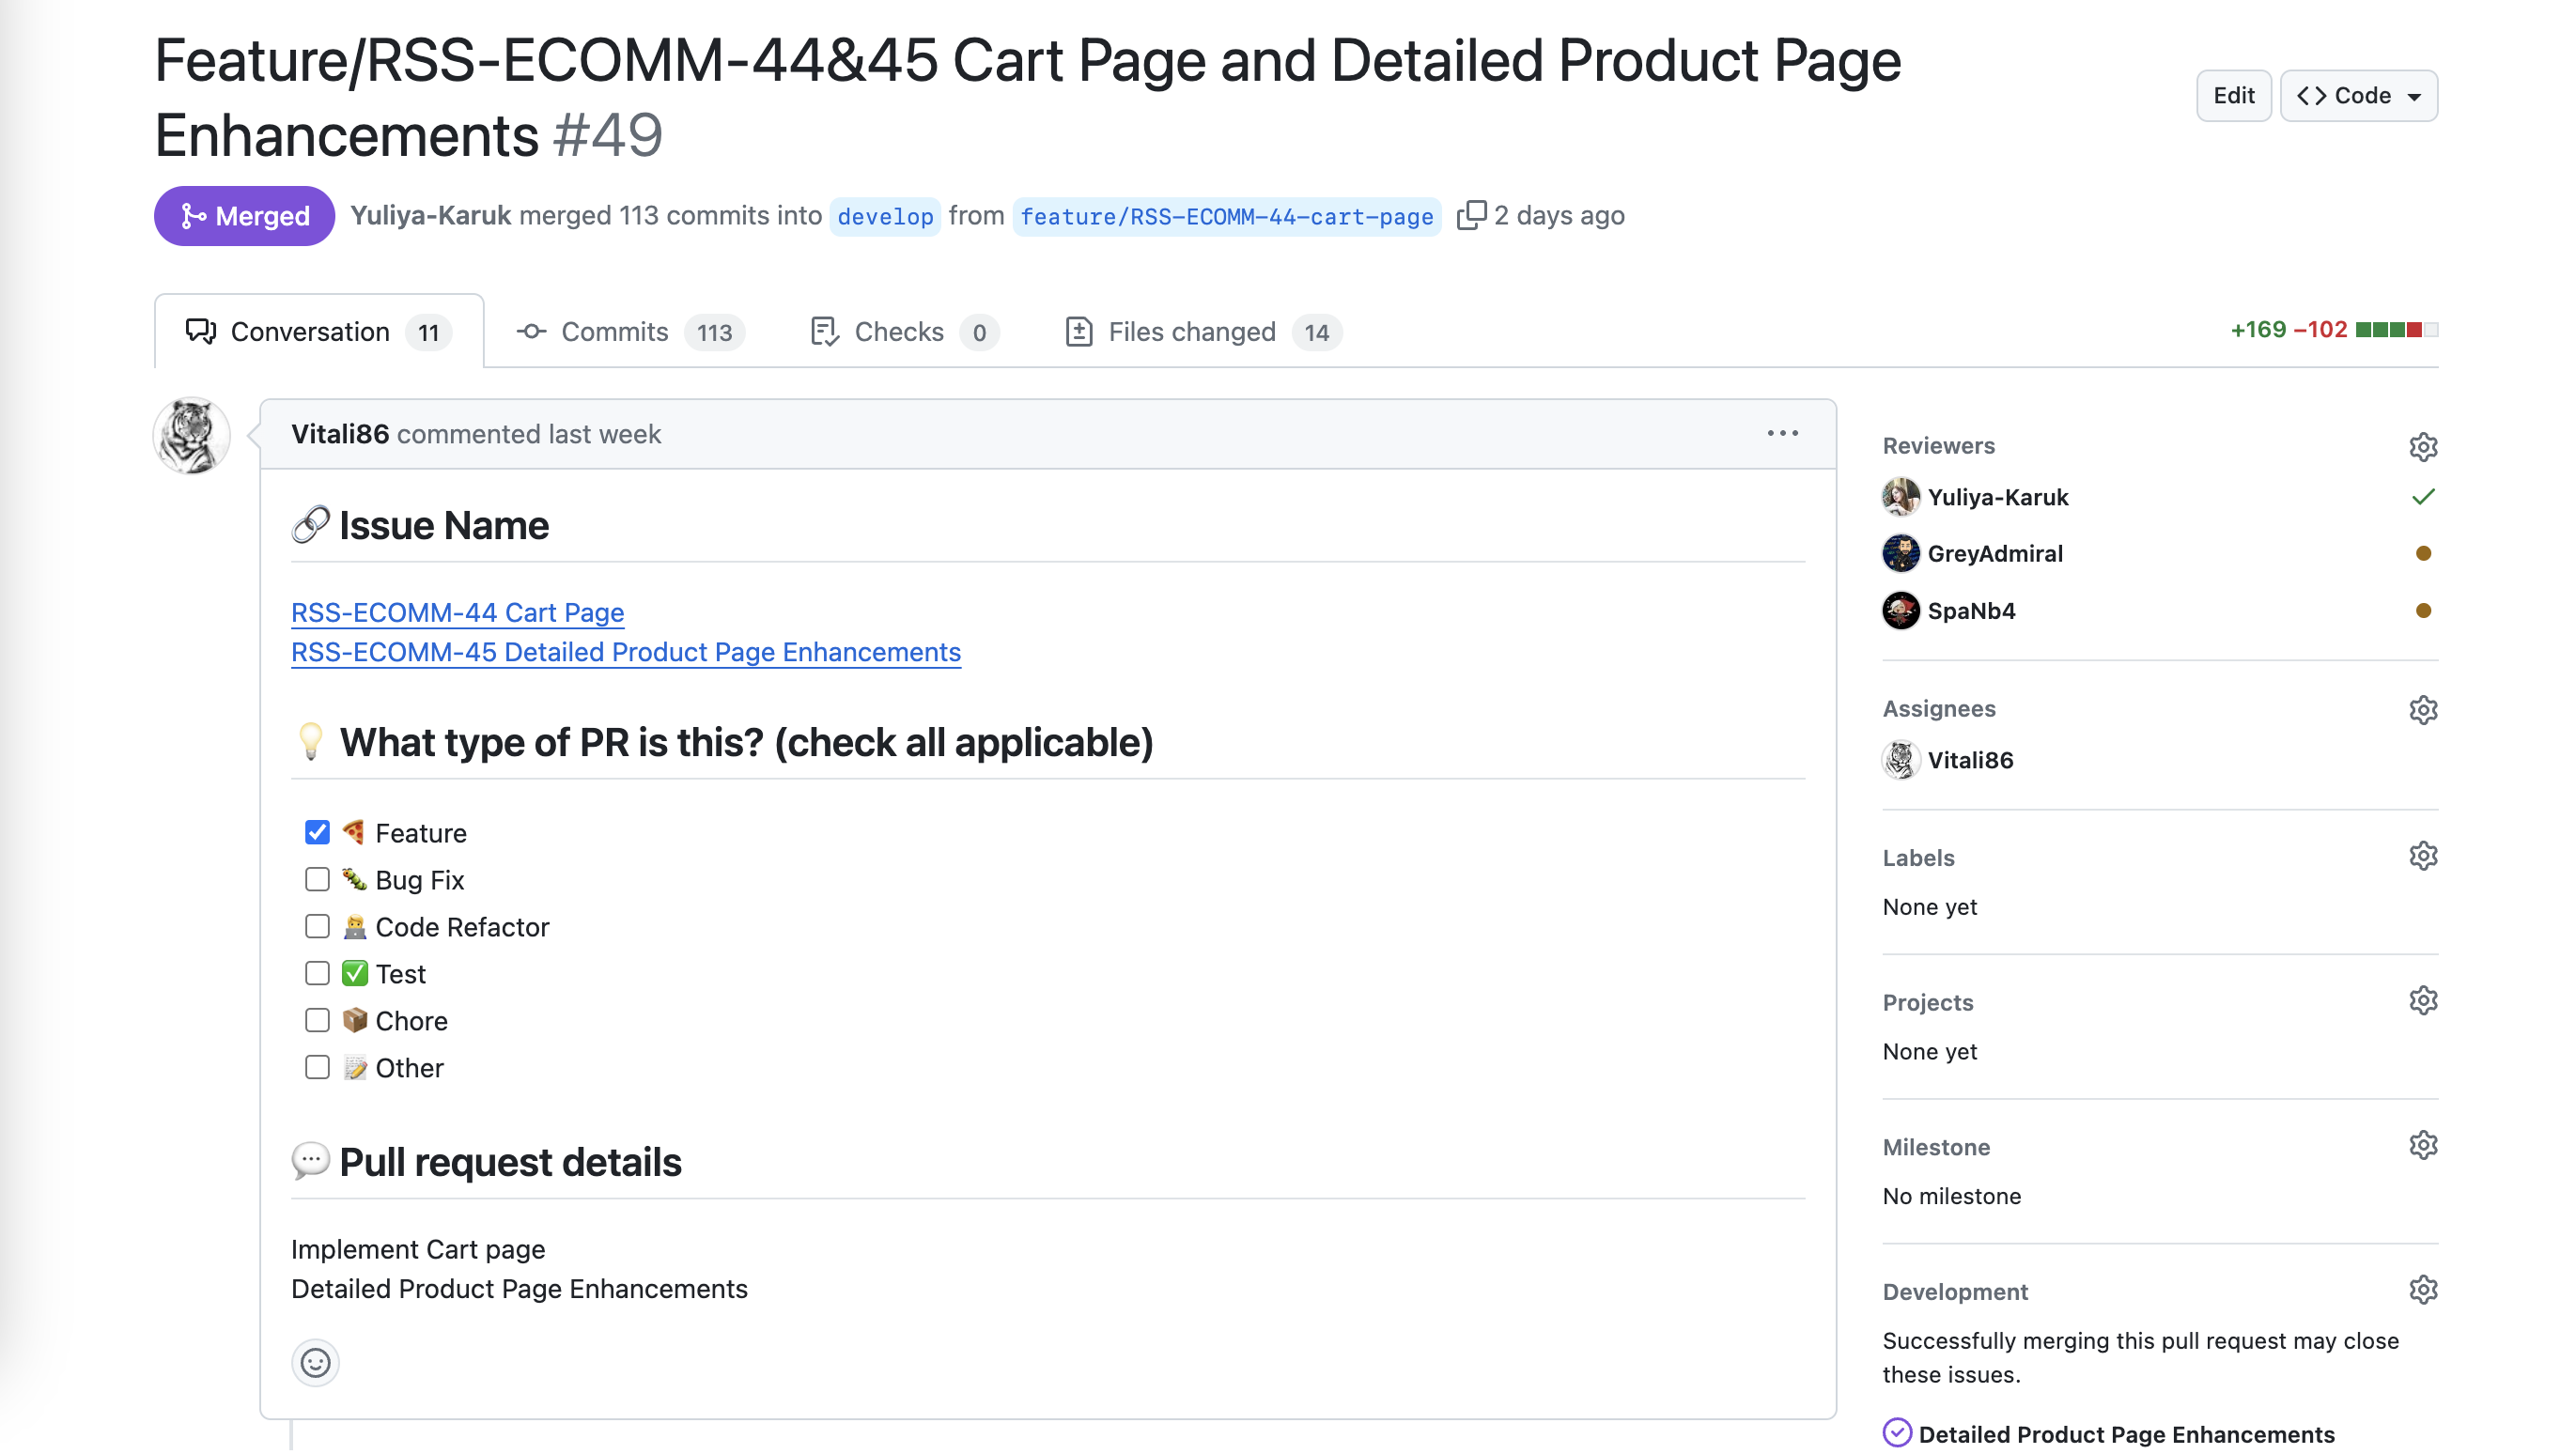 Feature/RSS-ECOMM-44&45 Cart Page and Detailed Product Page
Enhancements #49
Edit
Code
Merged
Yuliya-Karuk merged 113 commits into develop from feature/RSS-ECOMM-44-cart-page 2 days ago
Conversation 11
Commits 113
Checks 0
Files changed 14
+169 −102
Vitali86 commented last week
Issue Name
RSS-ECOMM-44 Cart Page
RSS-ECOMM-45 Detailed Product Page Enhancements
What type of PR is this? (check all applicable)
Feature
Bug Fix
Code Refactor
Test
Chore
Other
Pull request details
Implement Cart page
Detailed Product Page Enhancements
Reviewers
Yuliya-Karuk
GreyAdmiral
SpaNb4
Assignees
Vitali86
Labels
None yet
Projects
None yet
Milestone
No milestone
Development
Successfully merging this pull request may close
these issues.
Detailed Product Page Enhancements